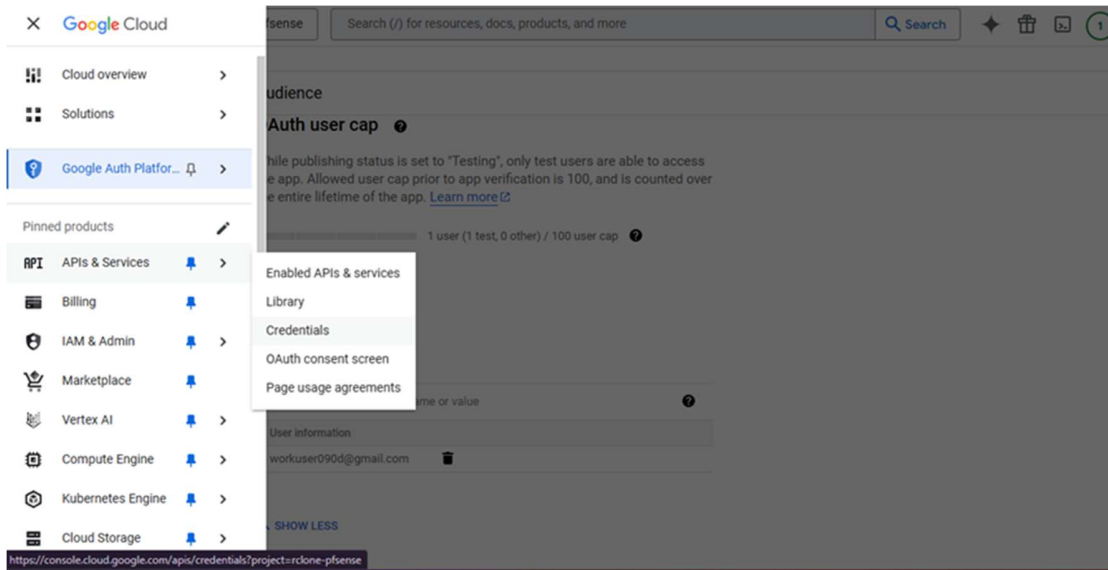 Google Cloud
fsense
Search (/) for resources, docs, products, and more
Search
1
Cloud overview
Solutions
Google Auth Platfor...
Pinned products
API APIs & Services
Billing
IAM & Admin
Marketplace
Vertex AI
Compute Engine
Kubernetes Engine
Cloud Storage
Enabled APIs & services
Library
Credentials
OAuth consent screen
Page usage agreements
udience
Auth user cap
hile publishing status is set to "Testing", only test users are able to access
e app. Allowed user cap prior to app verification is 100, and is counted over
e entire lifetime of the app. Learn more
1 user (1 test, 0 other) / 100 user cap
me or value
User information
workuser090d@gmail.com
SHOW LESS
https://console.cloud.google.com/apis/credentials?project=rclone-pfsense